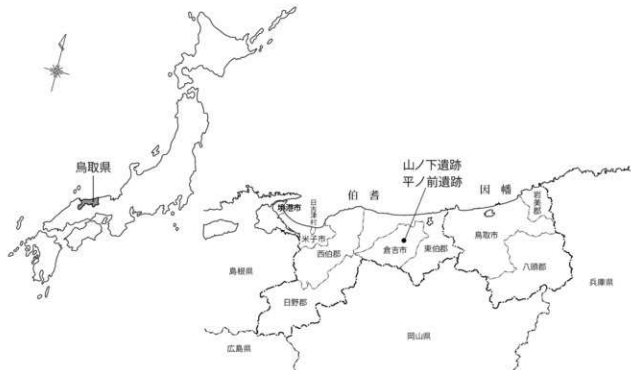 鳥取県
山ノ下遺跡
平ノ前遺跡
伯耆
因幡
岩美郡
日吉津村
境港市
米子市
西伯郡
倉吉市
東伯郡
鳥取市
八頭郡
島根県
日野郡
兵庫県
広島県
岡山県